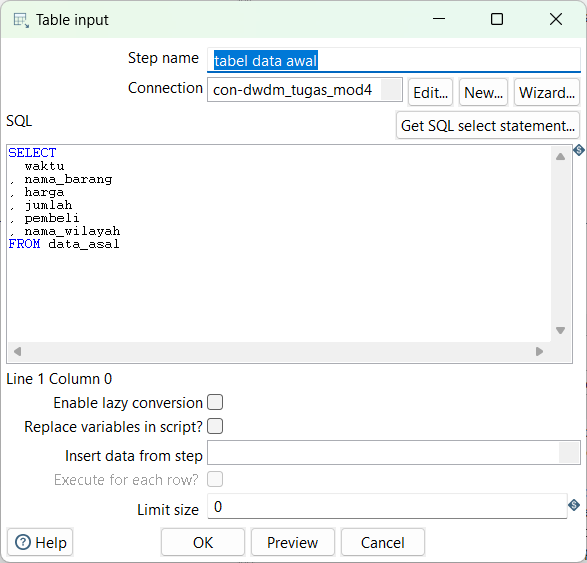 Table input
Step name
tabel data awal
Connection
con-dwdm_tugas_mod4
Edit...
New...
Wizard...
SQL
Get SQL select statement...
SELECT
waktu
, nama_barang
, harga
, jumlah
, pembeli
, nama_wilayah
FROM data_asal
Line 1 Column 0
Enable lazy conversion
Replace variables in script?
Insert data from step
Execute for each row?
Limit size
0
Help
OK
Preview
Cancel